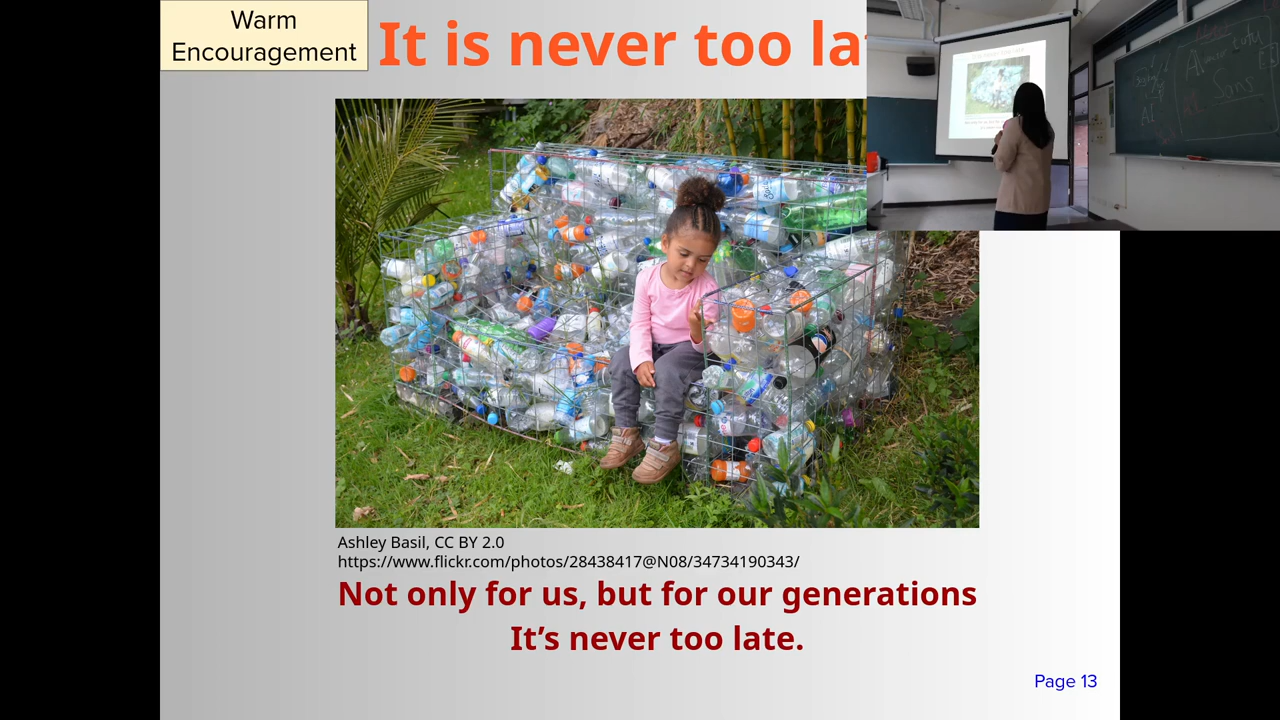 Warm
Encouragement
It is never too la
Ashley Basil, CC BY 2.0
https://www.flickr.com/photos/28438417@N08/34734190343/
Not only for us, but for our generations
It’s never too late.
Page 13
AI